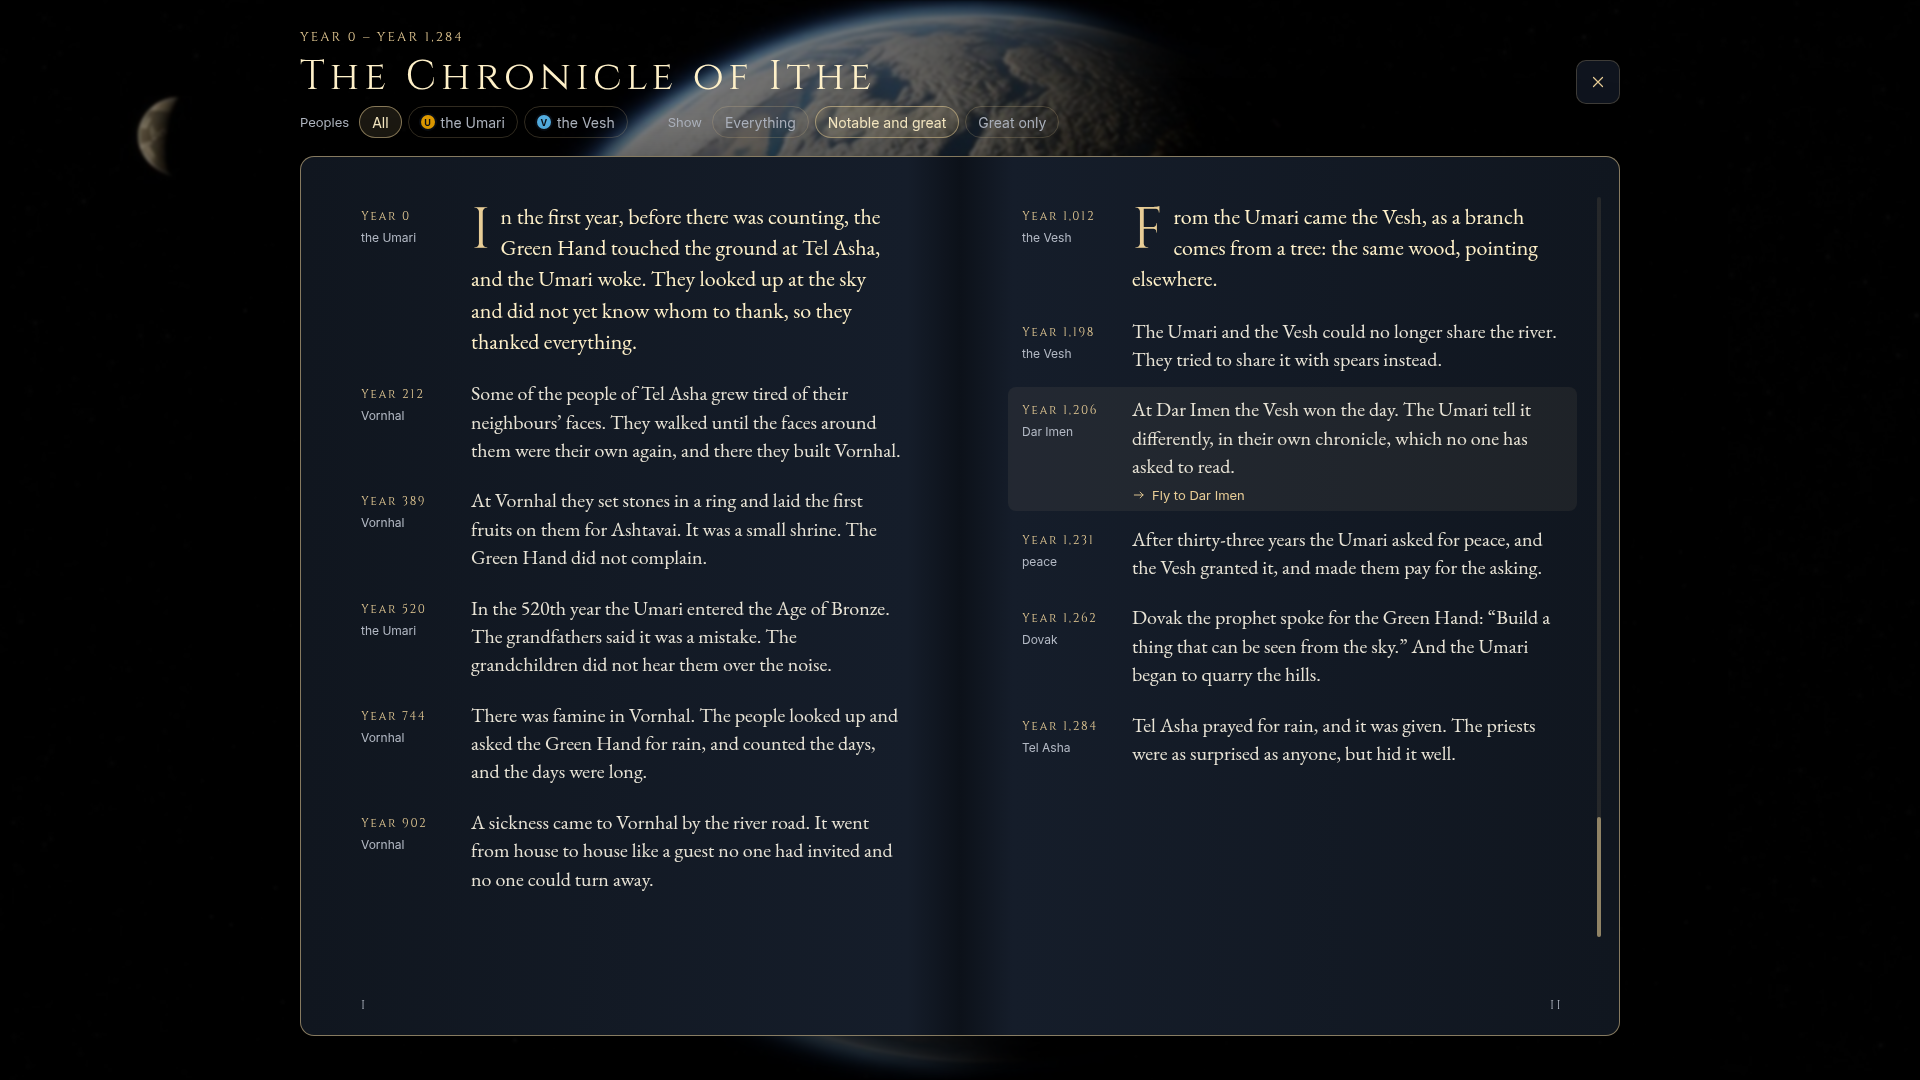 YEAR 0 – YEAR 1,284
THE CHRONICLE OF ITHE
×
Peoples All U the Umari V the Vesh Show Everything Notable and great Great only
YEAR 0
the Umari
In the first year, before there was counting, the
Green Hand touched the ground at Tel Asha,
and the Umari woke. They looked up at the sky
and did not yet know whom to thank, so they
thanked everything.
YEAR 212
Vornhal
Some of the people of Tel Asha grew tired of their
neighbours’ faces. They walked until the faces around
them were their own again, and there they built Vornhal.
YEAR 389
Vornhal
At Vornhal they set stones in a ring and laid the first
fruits on them for Ashtavai. It was a small shrine. The
Green Hand did not complain.
YEAR 520
the Umari
In the 520th year the Umari entered the Age of Bronze.
The grandfathers said it was a mistake. The
grandchildren did not hear them over the noise.
YEAR 744
Vornhal
There was famine in Vornhal. The people looked up and
asked the Green Hand for rain, and counted the days,
and the days were long.
YEAR 902
Vornhal
A sickness came to Vornhal by the river road. It went
from house to house like a guest no one had invited and
no one could turn away.
I
YEAR 1,012
the Vesh
From the Umari came the Vesh, as a branch
comes from a tree: the same wood, pointing
elsewhere.
YEAR 1,198
the Vesh
The Umari and the Vesh could no longer share the river.
They tried to share it with spears instead.
YEAR 1,206
Dar Imen
At Dar Imen the Vesh won the day. The Umari tell it
differently, in their own chronicle, which no one has
asked to read.
→ Fly to Dar Imen
YEAR 1,231
peace
After thirty-three years the Umari asked for peace, and
the Vesh granted it, and made them pay for the asking.
YEAR 1,262
Dovak
Dovak the prophet spoke for the Green Hand: “Build a
thing that can be seen from the sky.” And the Umari
began to quarry the hills.
YEAR 1,284
Tel Asha
Tel Asha prayed for rain, and it was given. The priests
were as surprised as anyone, but hid it well.
II